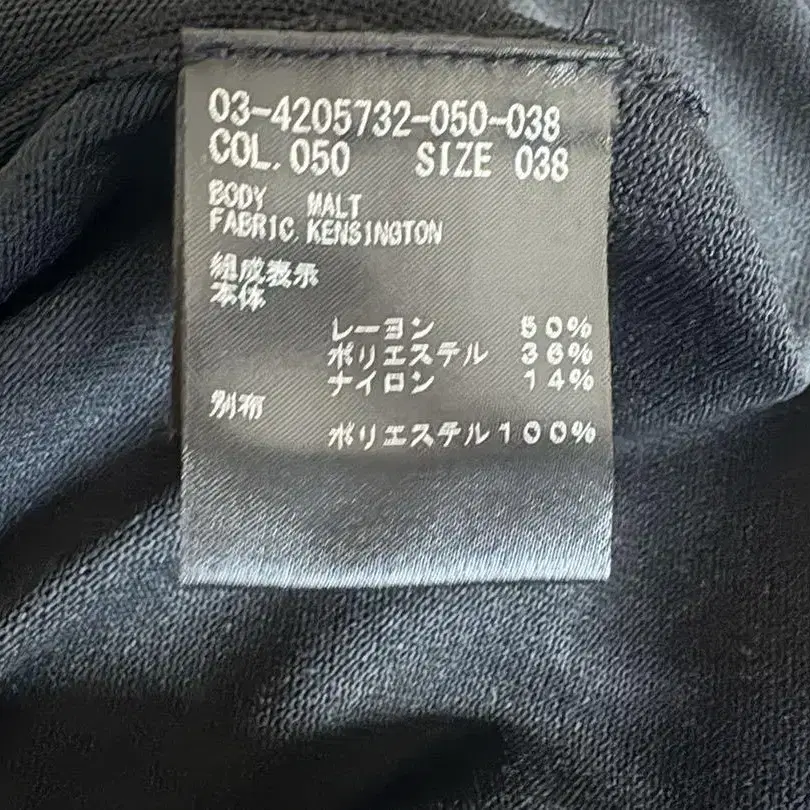 03-4205732-050-038
COL.050 SIZE 038
BODY MALT
FABRIC.KENSINGTON
組成表示
本体
レーヨン 50%
ポリエステル 36%
ナイロン 14%
別布
ポリエステル100%